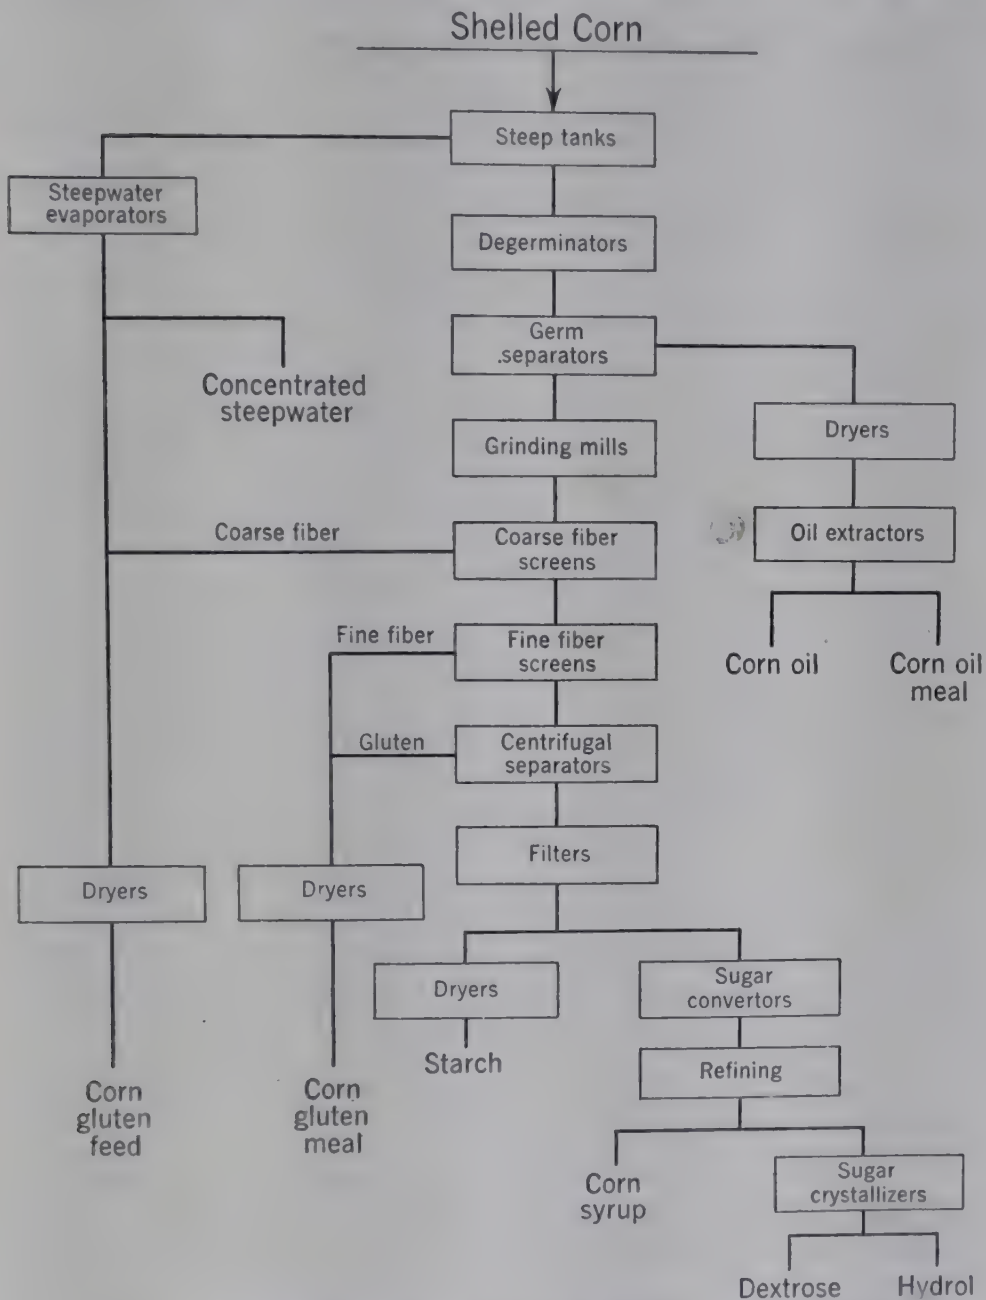 Shelled Corn
Steep tanks
Steepwater
evaporators
Degerminators
Germ
.separators
Concentrated
steepwater
Grinding mills
Dryers
Coarse fiber
Coarse fiber
screens
Oil extractors
Fine fiber
Fine fiber
screens
Corn oil
Corn oil
meal
Gluten
Centrifugal
separators
Filters
Dryers
Dryers
Dryers
Sugar
convertors
Starch
Refining
Corn
gluten
feed
Corn
gluten
meal
Corn
syrup
Sugar
crystallizers
Dextrose
Hydrol